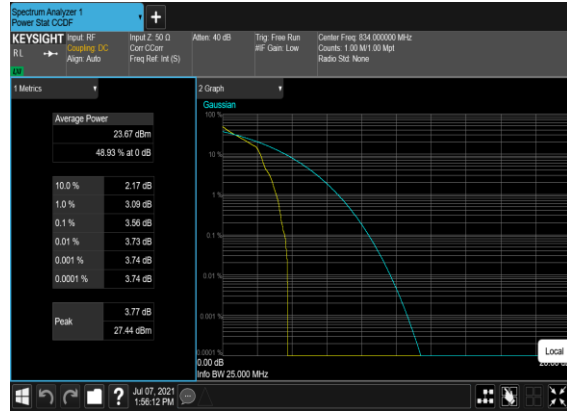 Spectrum Analyzer 1
Power Stat CCDF
+
KEYSIGHT Input: RF Input Z: 50 Ω Atten: 40 dB Trig: Free Run Center Freq: 834.000000 MHz
RL Coupling: DC Corr CCorr #IF Gain: Low Counts: 1.00 M/1.00 Mpt
Align: Auto Freq Ref: Int (S) Radio Std: None
1 Metrics
Average Power
23.67 dBm
48.93 % at 0 dB
10.0 % 2.17 dB
1.0 % 3.09 dB
0.1 % 3.56 dB
0.01 % 3.73 dB
0.001 % 3.74 dB
0.0001 % 3.74 dB
Peak 3.77 dB
27.44 dBm
2 Graph
Gaussian
100 %
10 %
1 %
0.1 %
0.01 %
0.001 %
0.0001 %
0.00 dB
Info BW 25.000 MHz
Local
? Jul 07, 2021
1:56:12 PM